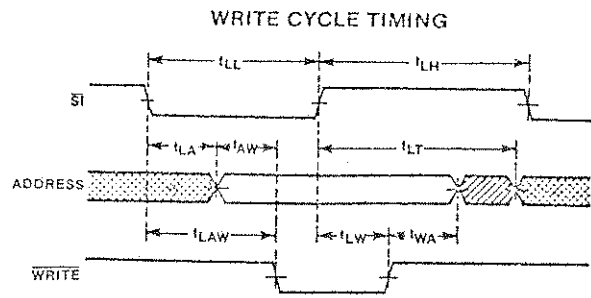 WRITE CYCLE TIMING
tLL
tLH
SI
tLA
tAW
tLT
ADDRESS
tLAW
tLW
tWA
WRITE